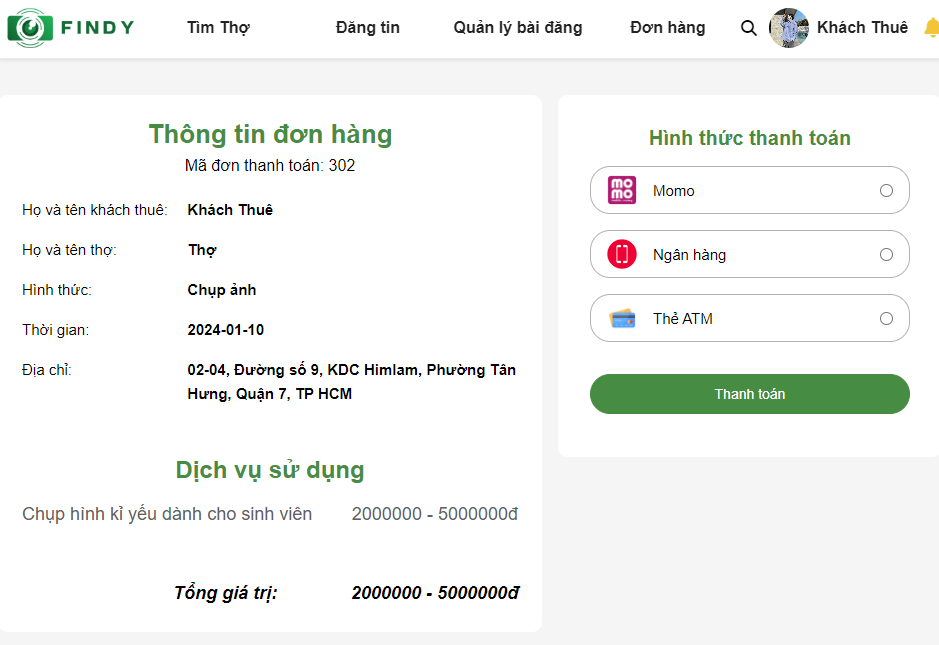 FINDY
Tìm Thợ
Đăng tin
Quản lý bài đăng
Đơn hàng
Khách Thuê
Thông tin đơn hàng
Mã đơn thanh toán: 302
Họ và tên khách thuê: Khách Thuê
Họ và tên thợ: Thợ
Hình thức: Chụp ảnh
Thời gian: 2024-01-10
Địa chỉ: 02-04, Đường số 9, KDC Himlam, Phường Tân
Hưng, Quận 7, TP HCM
Dịch vụ sử dụng
Chụp hình kỉ yếu dành cho sinh viên 2000000 - 5000000đ
Tổng giá trị: 2000000 - 5000000đ
Hình thức thanh toán
mo
mo
Momo
Ngân hàng
Thẻ ATM
Thanh toán